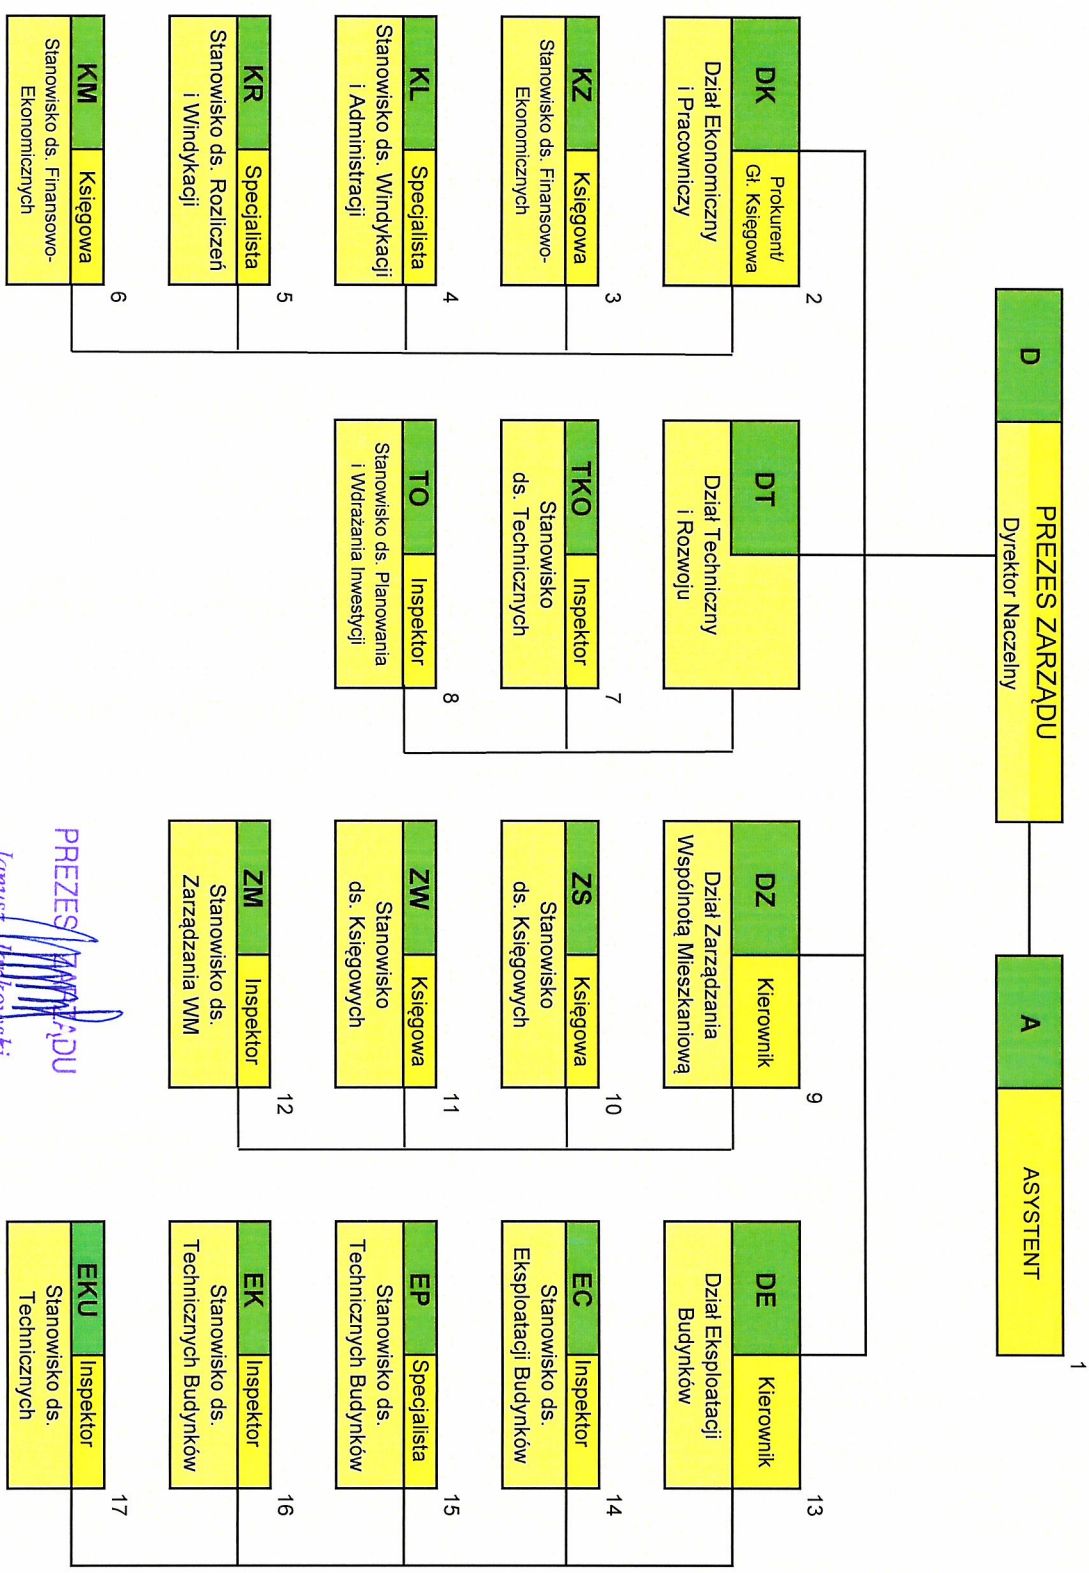 D
PREZES ZARZĄDU
Dyrektor Naczelny
A
ASYSTENT
1
DK
Prokurent/
Gł. Księgowa
Dział Ekonomiczny
i Pracowniczy
2
KZ
Księgowa
Stanowisko ds. Finansowo-
Ekonomicznych
3
KL
Specjalista
Stanowisko ds. Windykacji
i Administracji
4
KR
Specjalista
Stanowisko ds. Rozliczeń
i Windykacji
5
KM
Księgowa
Stanowisko ds. Finansowo-
Ekonomicznych
6
DT
Dział Techniczny
i Rozwoju
TKO
Inspektor
Stanowisko
ds. Technicznych
7
TO
Inspektor
Stanowisko ds. Planowania
i Wdrażania Inwestycji
8
DZ
Kierownik
Dział Zarządzania
Wspólnotą Mieszkaniową
9
ZS
Księgowa
Stanowisko
ds. Księgowych
10
ZW
Księgowa
Stanowisko
ds. Księgowych
11
ZM
Inspektor
Stanowisko ds.
Zarządzania WM
12
DE
Kierownik
Dział Eksploatacji
Budynków
13
EC
Inspektor
Stanowisko ds.
Eksploatacji Budynków
14
EP
Specjalista
Stanowisko ds.
Technicznych Budynków
15
EK
Inspektor
Stanowisko ds.
Technicznych Budynków
16
EKU
Inspektor
Stanowisko ds.
Technicznych
17
PREZES ZARZĄDU
Janusz